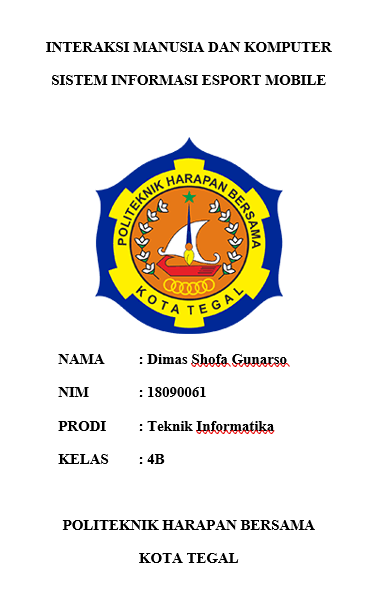 INTERAKSI MANUSIA DAN KOMPUTER
SISTEM INFORMASI ESPORT MOBILE
POLITEKNIK HARAPAN BERSAMA
KOTA TEGAL
NAMA : Dimas Shofa Gunarso
NIM : 18090061
PRODI : Teknik Informatika
KELAS : 4B
POLITEKNIK HARAPAN BERSAMA
KOTA TEGAL